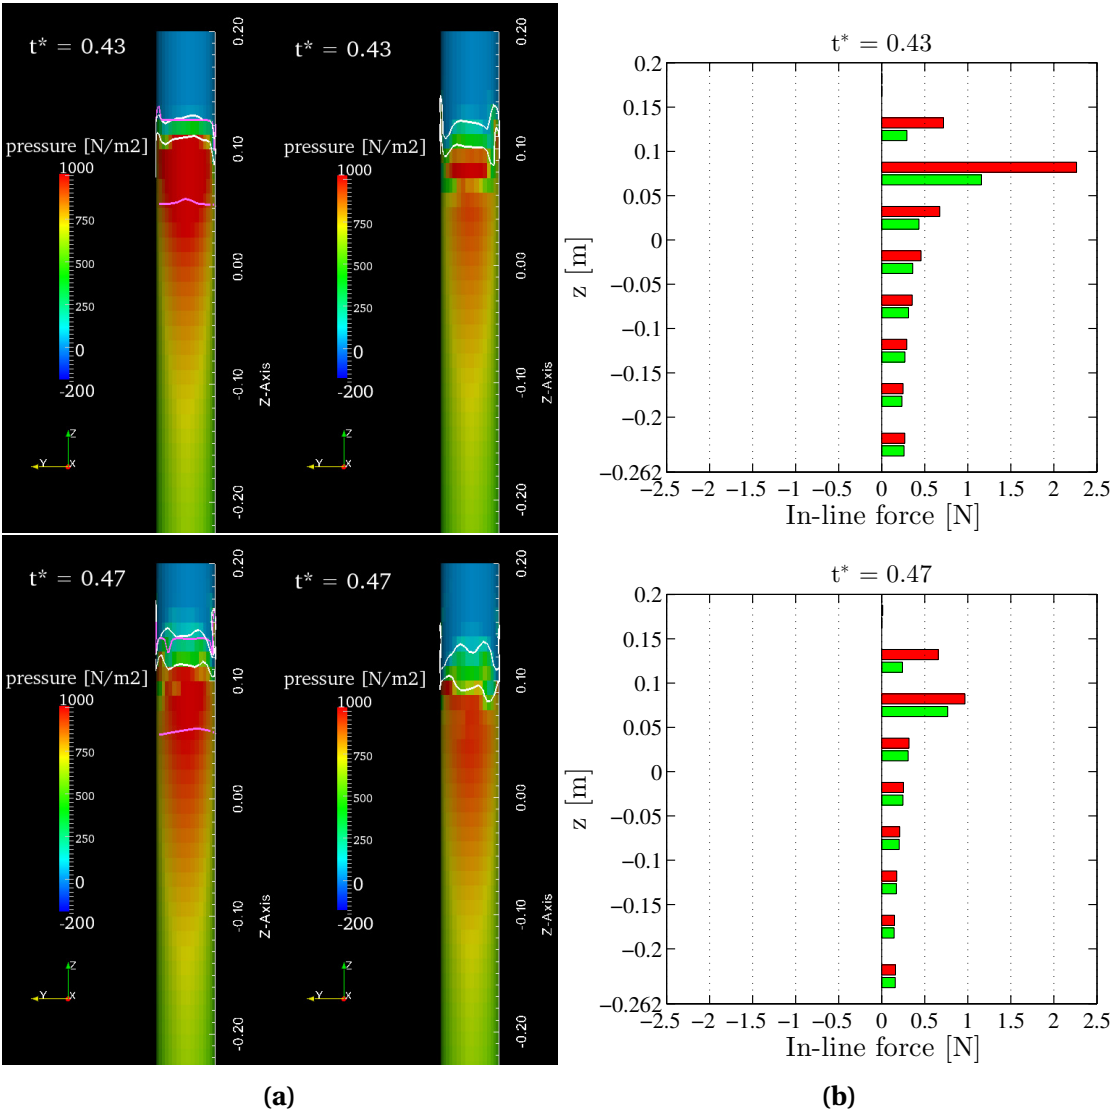 t* = 0.43
t* = 0.43
pressure [N/m2]
1000
750
500
250
0
-200
Z
Y
X
0.20
0.10
0.00
-0.10
-0.20
Z-Axis
pressure [N/m2]
1000
750
500
250
0
-200
Z
Y
X
0.20
0.10
0.00
-0.10
-0.20
Z-Axis
t* = 0.43
z [m]
0.2
0.15
0.1
0.05
0
−0.05
−0.1
−0.15
−0.2
−0.262
−2.5 −2 −1.5 −1 −0.5 0 0.5 1 1.5 2 2.5
In-line force [N]
t* = 0.47
t* = 0.47
pressure [N/m2]
1000
750
500
250
0
-200
Z
Y
X
0.20
0.10
0.00
-0.10
-0.20
Z-Axis
pressure [N/m2]
1000
750
500
250
0
-200
Z
Y
X
0.20
0.10
0.00
-0.10
-0.20
Z-Axis
t* = 0.47
z [m]
0.2
0.15
0.1
0.05
0
−0.05
−0.1
−0.15
−0.2
−0.262
−2.5 −2 −1.5 −1 −0.5 0 0.5 1 1.5 2 2.5
In-line force [N]
(a)
(b)